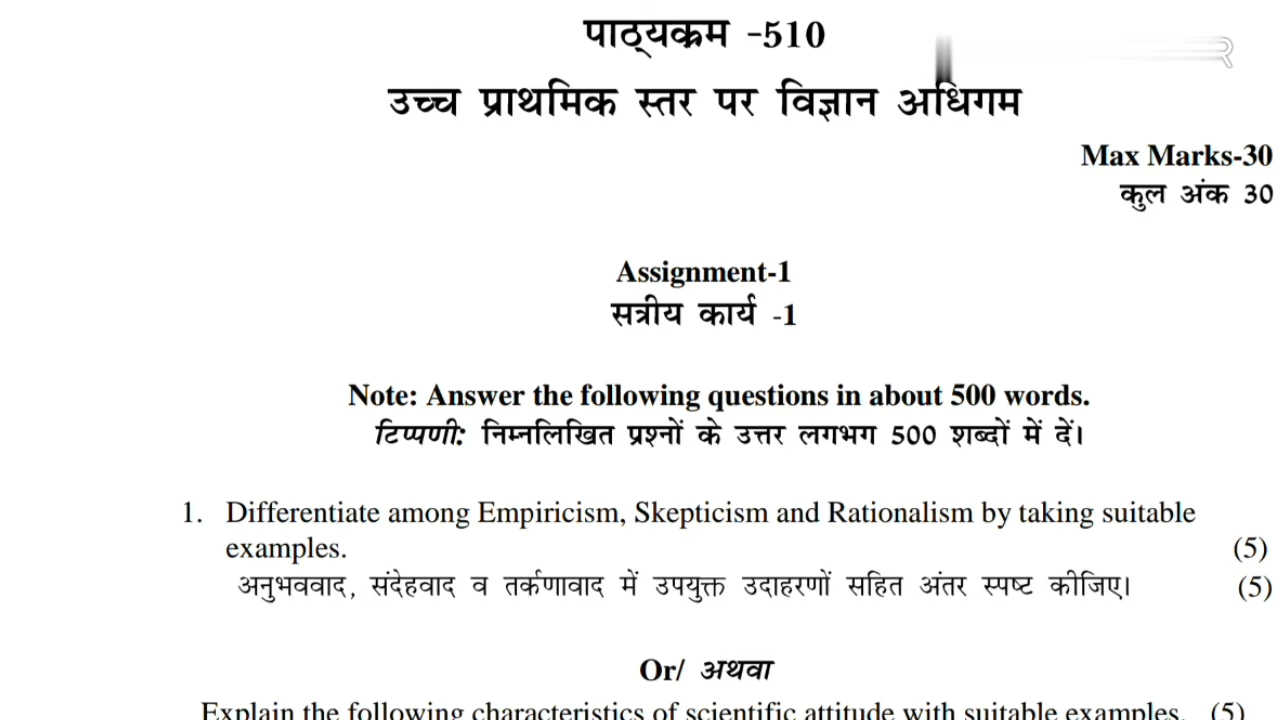 पाठ्यक्रम -510
उच्च प्राथमिक स्तर पर विज्ञान अधिगम
Max Marks-30
कुल अंक 30
Assignment-1
सत्रीय कार्य -1
Note: Answer the following questions in about 500 words.
टिप्पणी: निम्नलिखित प्रश्नों के उत्तर लगभग 500 शब्दों में दें।
1. Differentiate among Empiricism, Skepticism and Rationalism by taking suitable
examples. (5)
अनुभववाद, संदेहवाद व तर्कणावाद में उपयुक्त उदाहरणों सहित अंतर स्पष्ट कीजिए। (5)
Or/ अथवा
Explain the following characteristics of scientific attitude with suitable examples. (5)